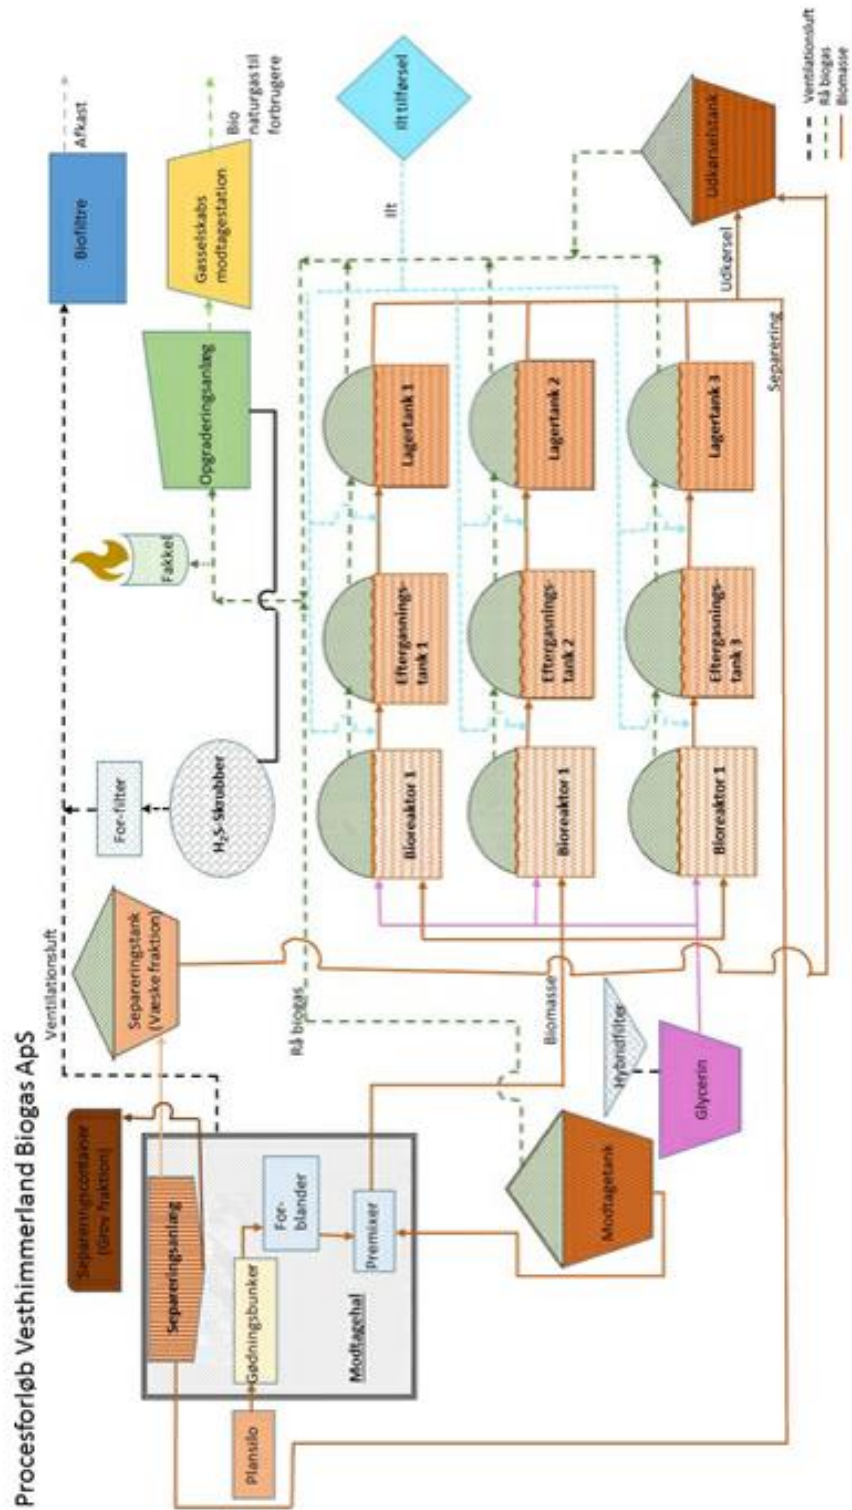 Procesforløb Vesthimmerland Biogas ApS
Separeringscontainer
(Grov fraktion)
Ventilationsluft
Biofiltre
Afkast
Separeringsanlæg
Separeringstank
(Væske fraktion)
For-filter
H₂S-Skrubber
Fakkel
Opgraderingsanlæg
Gasselskabs
modtagestation
Bio
naturgas til
forbrugere
Plansilo
Gødningsbunker
For-
blander
Premikser
Modtagehal
Rå biogas
Ilt
Ilt tilførsel
Bioreaktor 1
Eftergasnings-
tank 1
Lagertank 1
Biomasse
Bioreaktor 1
Eftergasnings-
tank 2
Lagertank 2
Modtagetank
Hybridfilter
Glycerin
Bioreaktor 1
Eftergasnings-
tank 3
Lagertank 3
Udkørsel
Udkørselstank
Separering
Ventilationsluft
Rå biogas
Biomasse